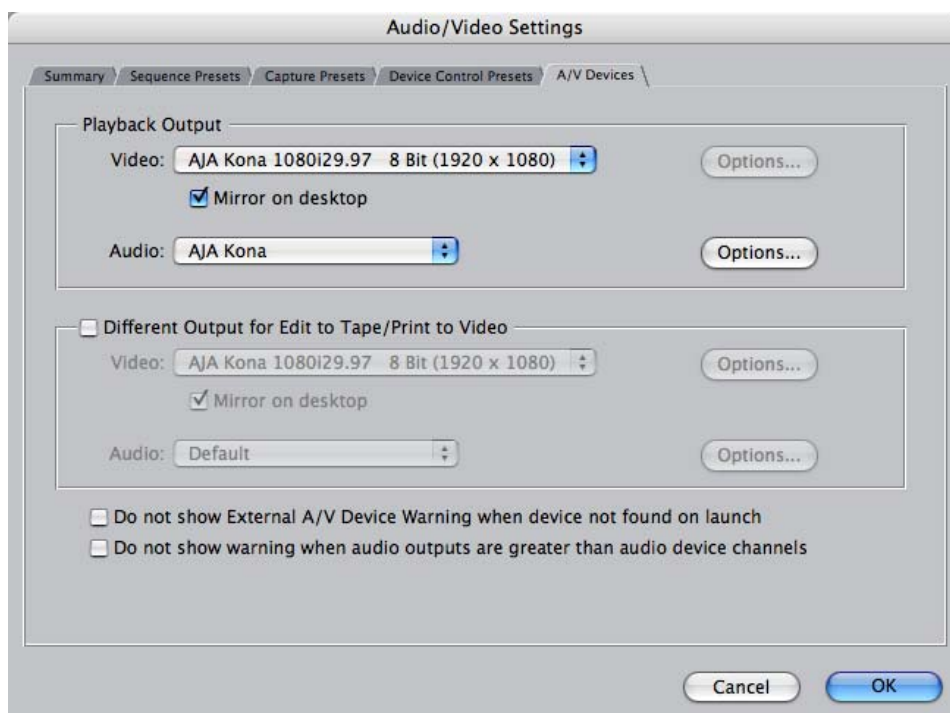 Audio/Video Settings
Summary Sequence Presets Capture Presets Device Control Presets A/V Devices
Playback Output
Video: AJA Kona 1080i29.97 8 Bit (1920 x 1080) Options...
Mirror on desktop
Audio: AJA Kona Options...
Different Output for Edit to Tape/Print to Video
Video: AJA Kona 1080i29.97 8 Bit (1920 x 1080) Options...
Mirror on desktop
Audio: Default Options...
Do not show External A/V Device Warning when device not found on launch
Do not show warning when audio outputs are greater than audio device channels
Cancel OK